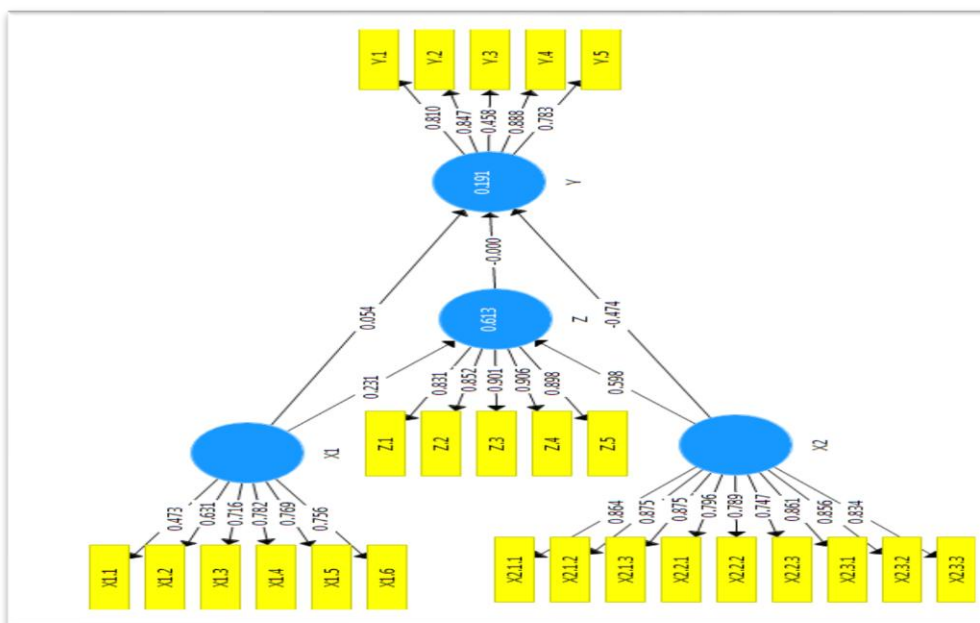 Y.1
Y.2
Y.3
Y.4
Y.5
0.810
0.847
0.458
0.888
0.783
0.191
Y
-0.000
0.054
-0.474
0.613
Z
0.231
0.598
0.831
0.852
0.901
0.906
0.898
Z.1
Z.2
Z.3
Z.4
Z.5
X1
0.473
0.631
0.716
0.782
0.769
0.756
X1.1
X1.2
X1.3
X1.4
X1.5
X1.6
X2
0.864
0.875
0.875
0.796
0.789
0.747
0.861
0.856
0.834
X2.1.1
X2.1.2
X2.1.3
X2.2.1
X2.2.2
X2.2.3
X2.3.1
X2.3.2
X2.3.3